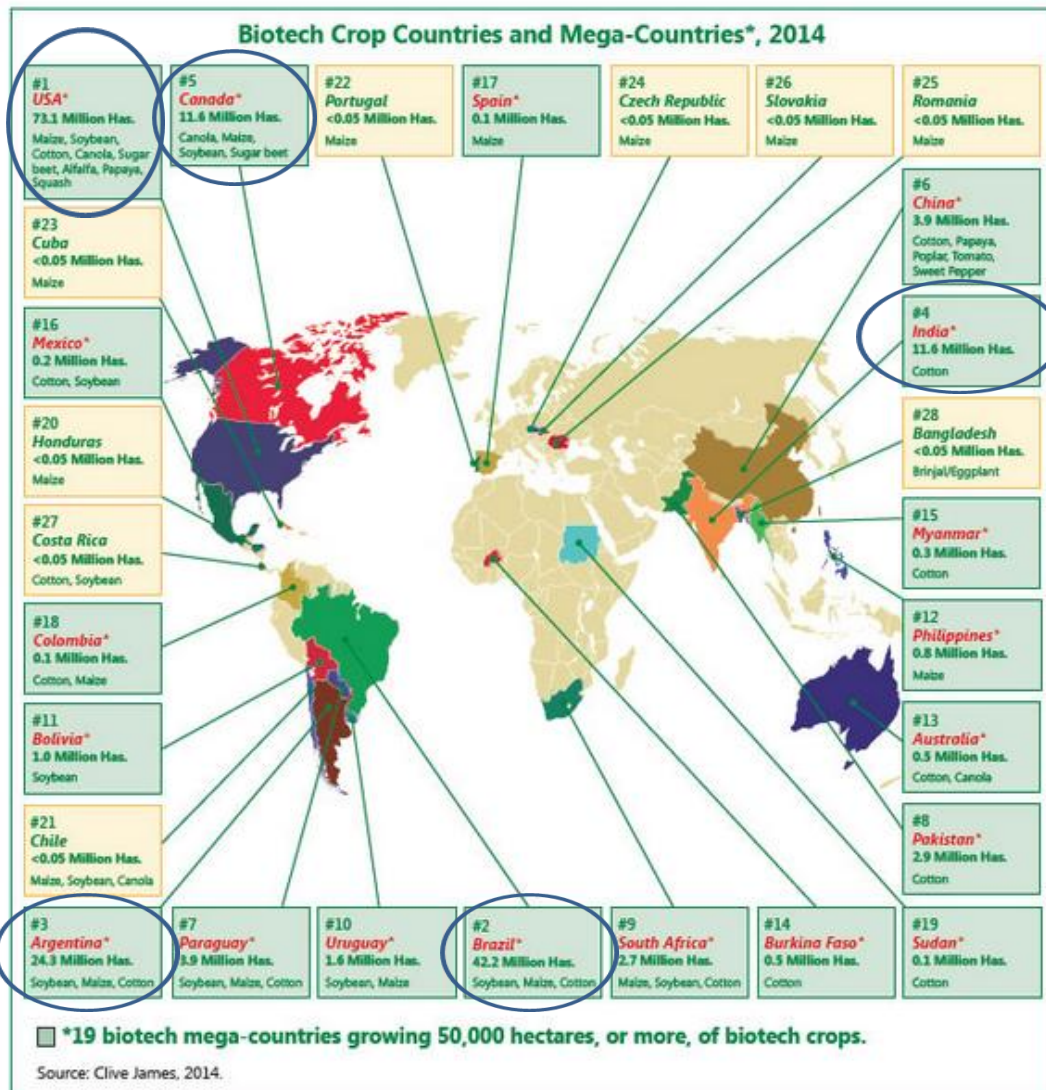 Biotech Crop Countries and Mega-Countries*, 2014
#1
USA*
73.1 Million Has.
Maize, Soybean,
Cotton, Canola, Sugar
beet, Alfalfa, Papaya,
Squash
#5
Canada*
11.6 Million Has.
Canola, Maize,
Soybean, Sugar beet
#22
Portugal
<0.05 Million Has.
Maize
#17
Spain*
0.1 Million Has.
Maize
#24
Czech Republic
<0.05 Million Has.
Maize
#26
Slovakia
<0.05 Million Has.
Maize
#25
Romania
<0.05 Million Has.
Maize
#23
Cuba
<0.05 Million Has.
Maize
#16
Mexico*
0.2 Million Has.
Cotton, Soybean
#20
Honduras
<0.05 Million Has.
Maize
#27
Costa Rica
<0.05 Million Has.
Cotton, Soybean
#18
Colombia*
0.1 Million Has.
Cotton, Maize
#11
Bolivia*
1.0 Million Has.
Soybean
#21
Chile
<0.05 Million Has.
Maize, Soybean, Canola
#6
China*
3.9 Million Has.
Cotton, Papaya,
Poplar, Tomato,
Sweet Pepper
#4
India*
11.6 Million Has.
Cotton
#28
Bangladesh
<0.05 Million Has.
Brinjal/Eggplant
#15
Myanmar*
0.3 Million Has.
Cotton
#12
Philippines*
0.8 Million Has.
Maize
#13
Australia*
0.5 Million Has.
Cotton, Canola
#8
Pakistan*
2.9 Million Has.
Cotton
#3
Argentina*
24.3 Million Has.
Soybean, Maize, Cotton
#7
Paraguay*
3.9 Million Has.
Soybean, Maize, Cotton
#10
Uruguay*
1.6 Million Has.
Soybean, Maize
#2
Brazil*
42.2 Million Has.
Soybean, Maize, Cotton
#9
South Africa*
2.7 Million Has.
Maize, Soybean, Cotton
#14
Burkina Faso*
0.5 Million Has.
Cotton
#19
Sudan*
0.1 Million Has.
Cotton
*19 biotech mega-countries growing 50,000 hectares, or more, of biotech crops.
Source: Clive James, 2014.